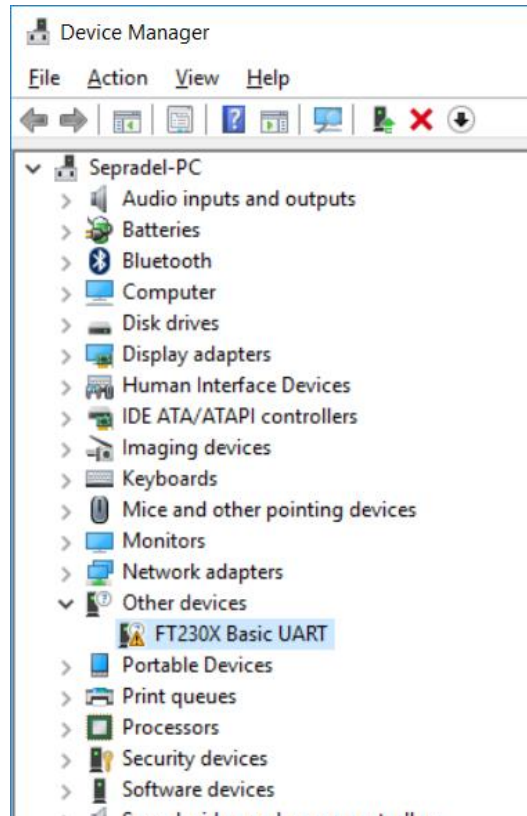 Device Manager
File Action View Help
Sepradel-PC
Audio inputs and outputs
Batteries
Bluetooth
Computer
Disk drives
Display adapters
Human Interface Devices
IDE ATA/ATAPI controllers
Imaging devices
Keyboards
Mice and other pointing devices
Monitors
Network adapters
Other devices
FT230X Basic UART
Portable Devices
Print queues
Processors
Security devices
Software devices